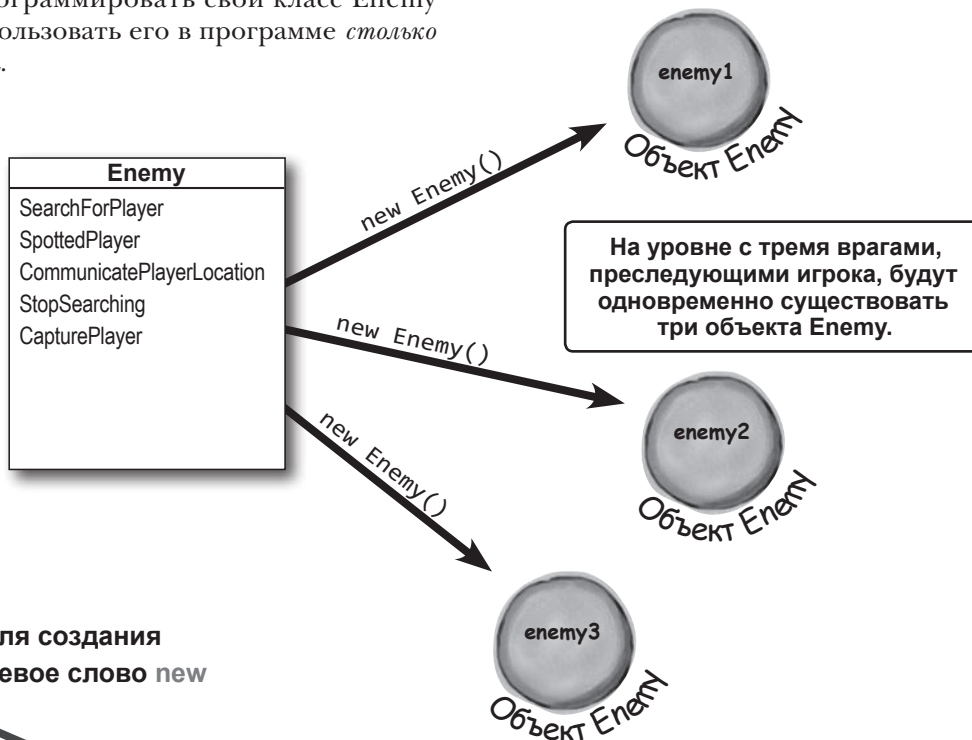 ограммировать свой класс Enemy
ользовать его в программе столько
.
enemy1
Объект Enemy
new Enemy()
Enemy
SearchForPlayer
SpottedPlayer
CommunicatePlayerLocation
StopSearching
CapturePlayer
На уровне с тремя врагами,
преследующими игрока, будут
одновременно существовать
три объекта Enemy.
new Enemy()
enemy2
Объект Enemy
new Enemy()
enemy3
Объект Enemy
ля создания
евое слово new